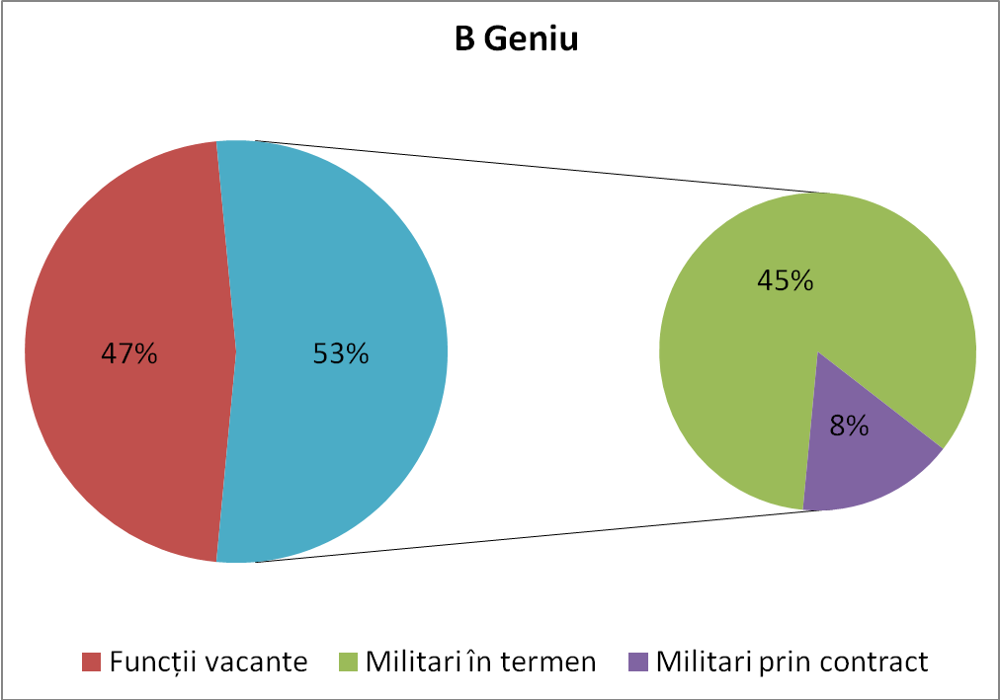 B Geniu
45%
47%
53%
8%
Funcții vacante
Militari în termen
Militari prin contract